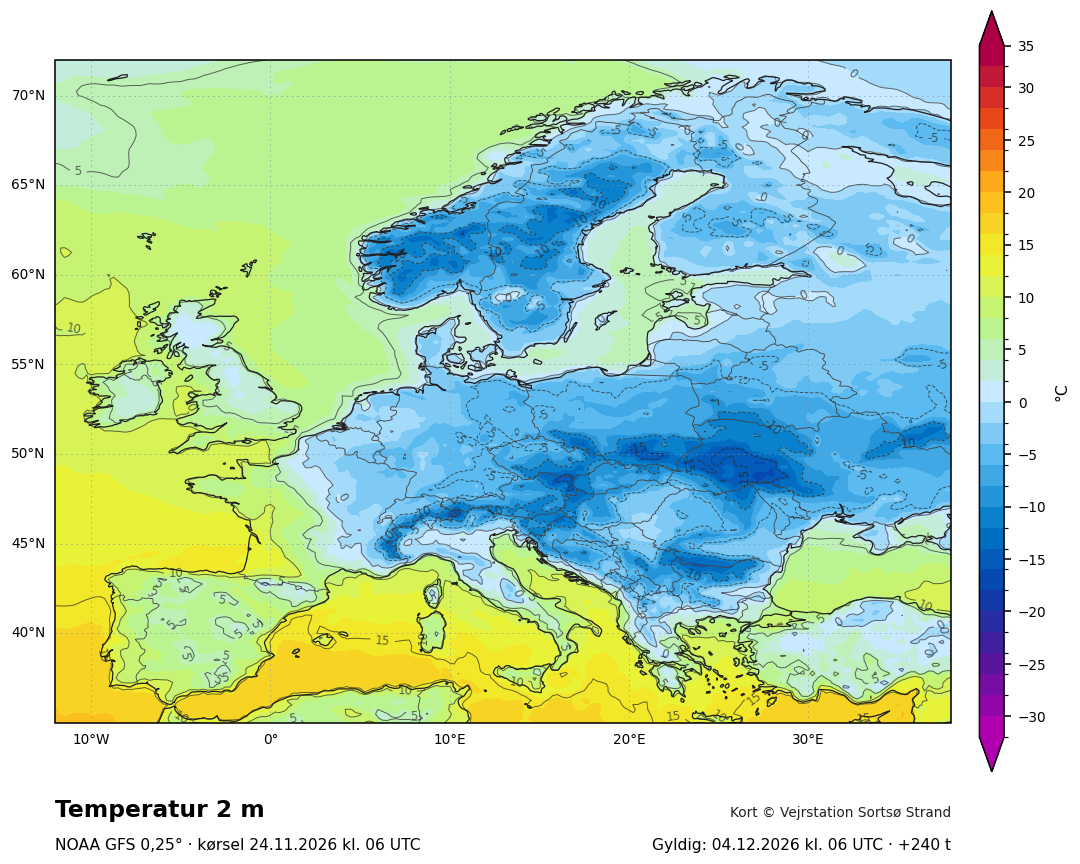 70°N
65°N
60°N
55°N
50°N
45°N
40°N
10°W
0°
10°E
20°E
30°E
35
30
25
20
15
10
5
0
−5
−10
−15
−20
−25
−30
°C
Temperatur 2 m
Kort © Vejrstation Sortsø Strand
NOAA GFS 0,25° · kørsel 24.11.2026 kl. 06 UTC
Gyldig: 04.12.2026 kl. 06 UTC · +240 t